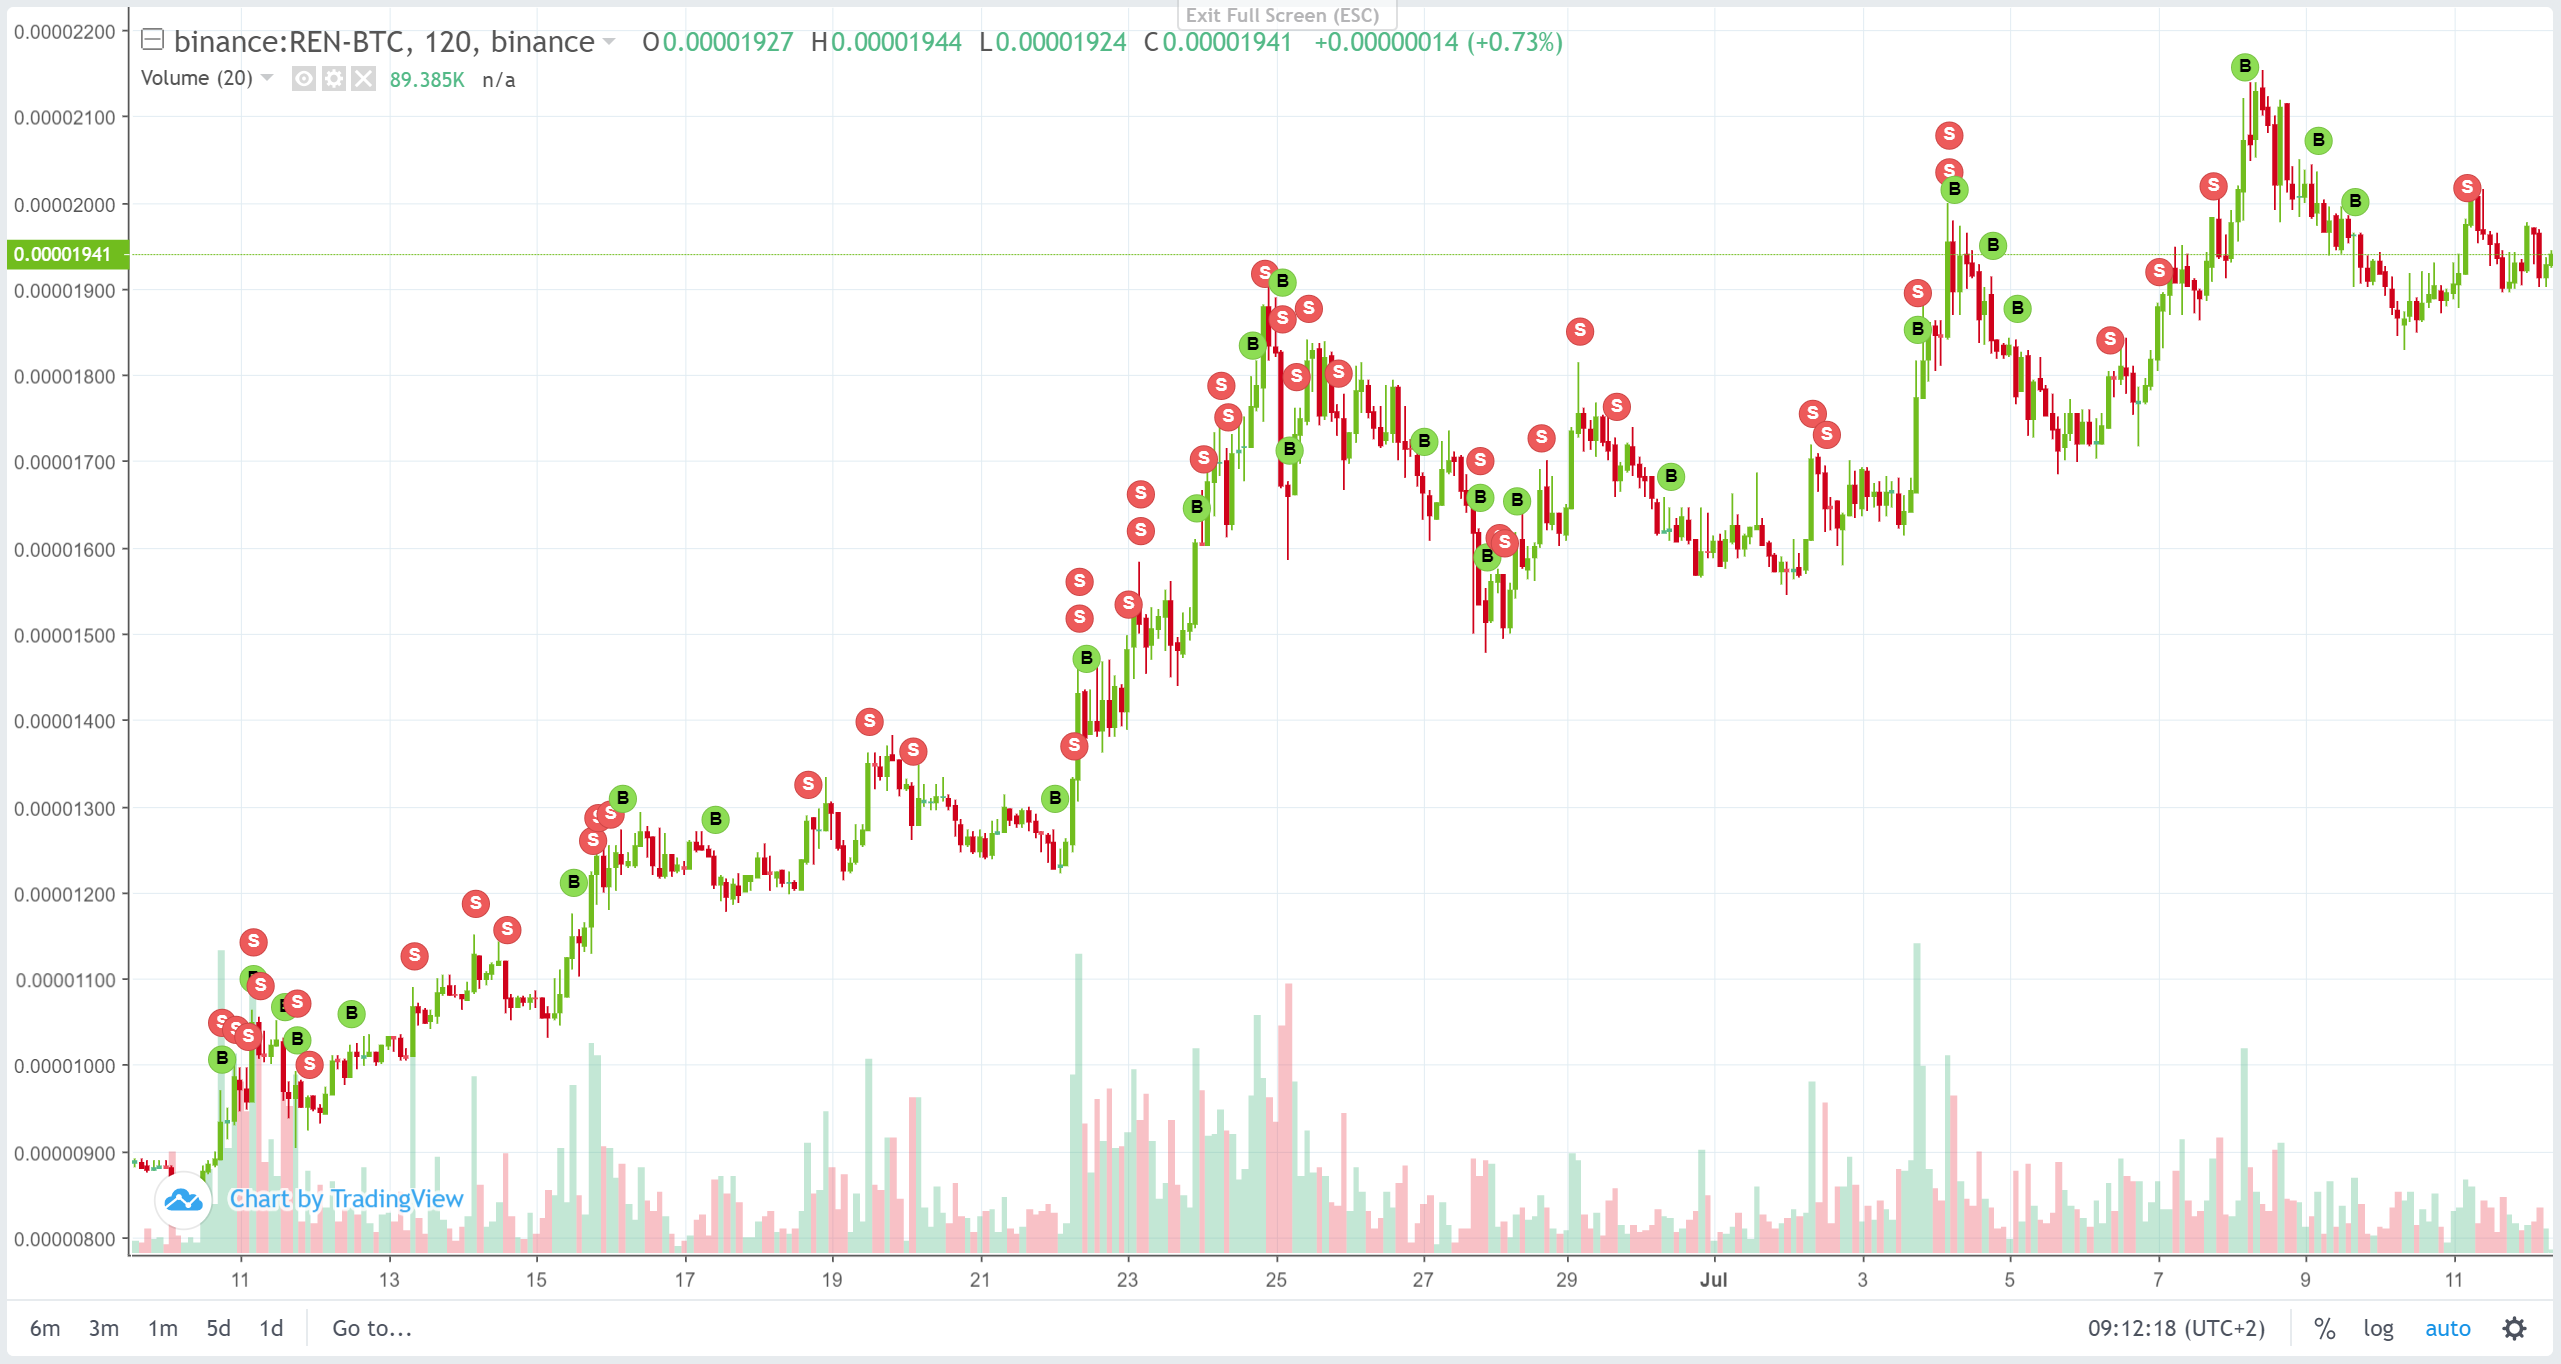 Exit Full Screen (ESC)
binance:REN-BTC, 120, binance O0.00001927 H0.00001944 L0.00001924 C0.00001941 +0.00000014 (+0.73%)
Volume (20) 89.385K n/a
0.00002200
0.00002100
0.00002000
0.00001941
0.00001900
0.00001800
0.00001700
0.00001600
0.00001500
0.00001400
0.00001300
0.00001200
0.00001100
0.00001000
0.00000900
0.00000800
B
B
S
S
B
S
S
B
S
B
B
S
B
S
S
B
S
B
S
B
S
S
B
S
S
S
S
S
B
S
S
B
S
B
S
B
B
S
B
S
S
S
S
B
S
S
S
S
B
S
S
S
B
B
S
S
B
S
B
S
S
S
S
B
S
S
B
S
S
B
S
S
B
S
S
B
B
S
Chart by TradingView
11 13 15 17 19 21 23 25 27 29 Jul 3 5 7 9 11
6m 3m 1m 5d 1d Go to... 09:12:18 (UTC+2) % log auto